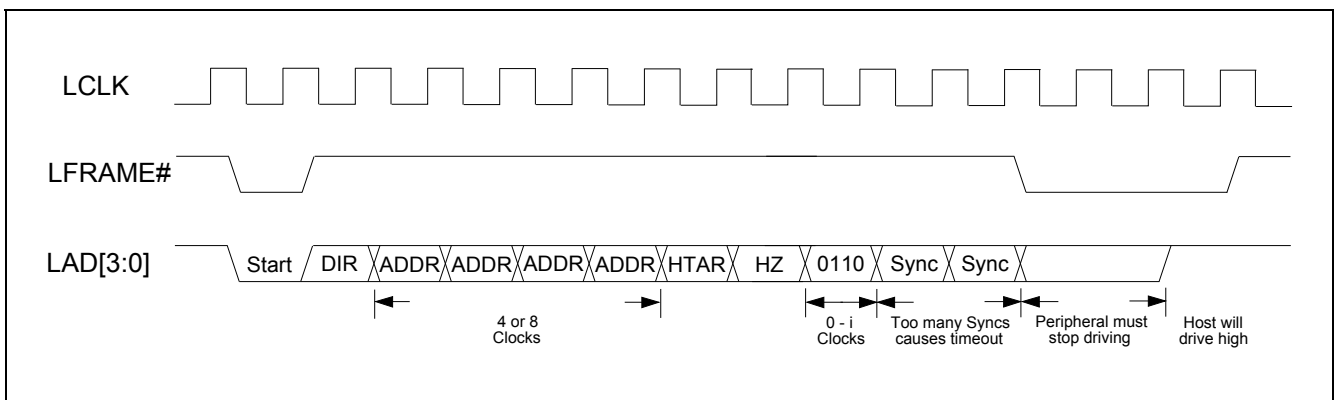 LCLK
LFRAME#
LAD[3:0]
Start DIR ADDR ADDR ADDR ADDR HTAR HZ 0110 Sync Sync
4 or 8
Clocks
0 - i
Clocks
Too many Syncs
causes timeout
Peripheral must
stop driving
Host will
drive high